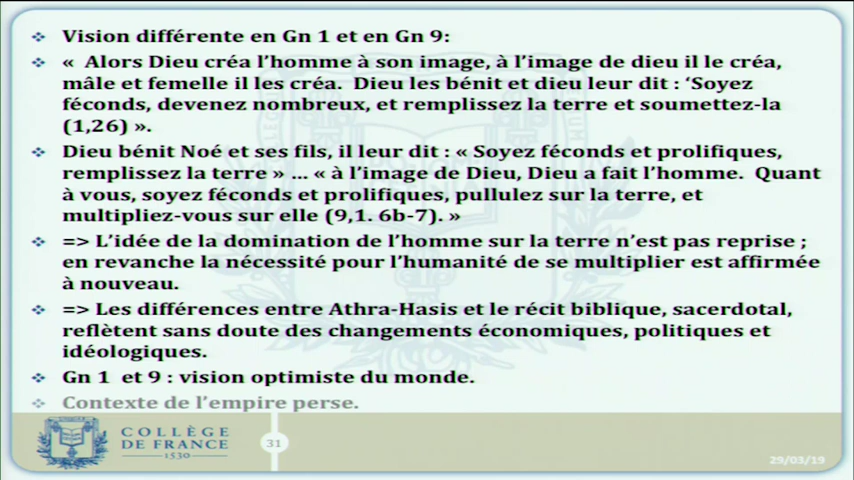 Vision différente en Gn 1 et en Gn 9:
« Alors Dieu créa l’homme à son image, à l’image de dieu il le créa,
mâle et femelle il les créa. Dieu les bénit et dieu leur dit : ‘Soyez
féconds, devenez nombreux, et remplissez la terre et soumettez-la
(1,26) ».
Dieu bénit Noé et ses fils, il leur dit : « Soyez féconds et prolifiques,
remplissez la terre » … « à l’image de Dieu, Dieu a fait l’homme. Quant
à vous, soyez féconds et prolifiques, pullulez sur la terre, et
multipliez-vous sur elle (9,1. 6b-7). »
=> L’idée de la domination de l’homme sur la terre n’est pas reprise ;
en revanche la nécessité pour l’humanité de se multiplier est affirmée
à nouveau.
=> Les différences entre Athra-Hasis et le récit biblique, sacerdotal,
reflètent sans doute des changements économiques, politiques et
idéologiques.
Gn 1 et 9 : vision optimiste du monde.
Contexte de l’empire perse.
COLLÈGE
DE FRANCE
1530
31
29/03/19